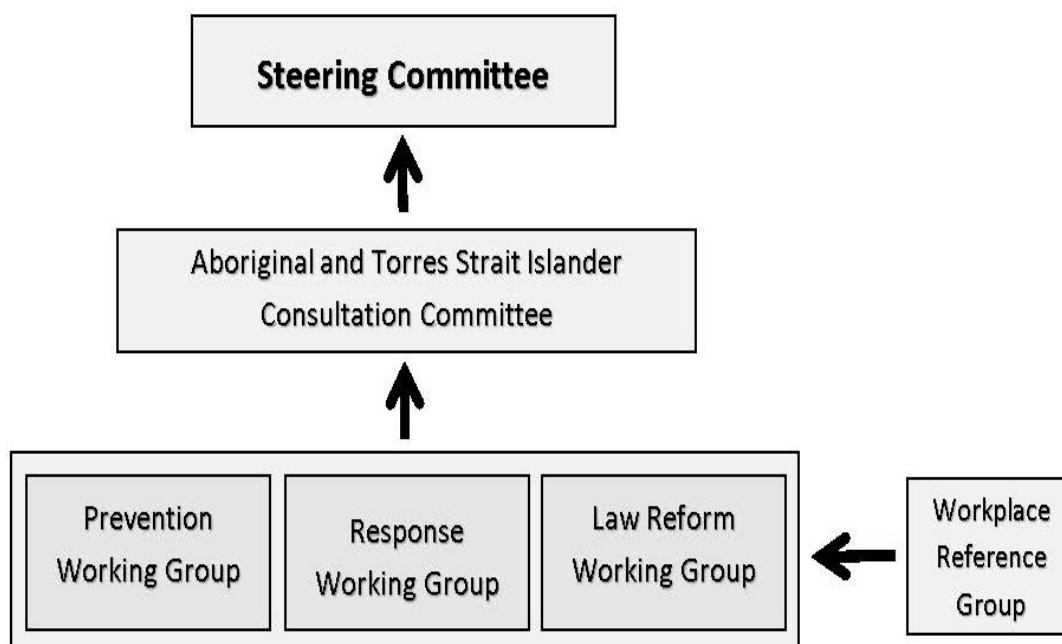 Steering Committee
Aboriginal and Torres Strait Islander
Consultation Committee
Prevention
Working Group
Response
Working Group
Law Reform
Working Group
Workplace
Reference
Group